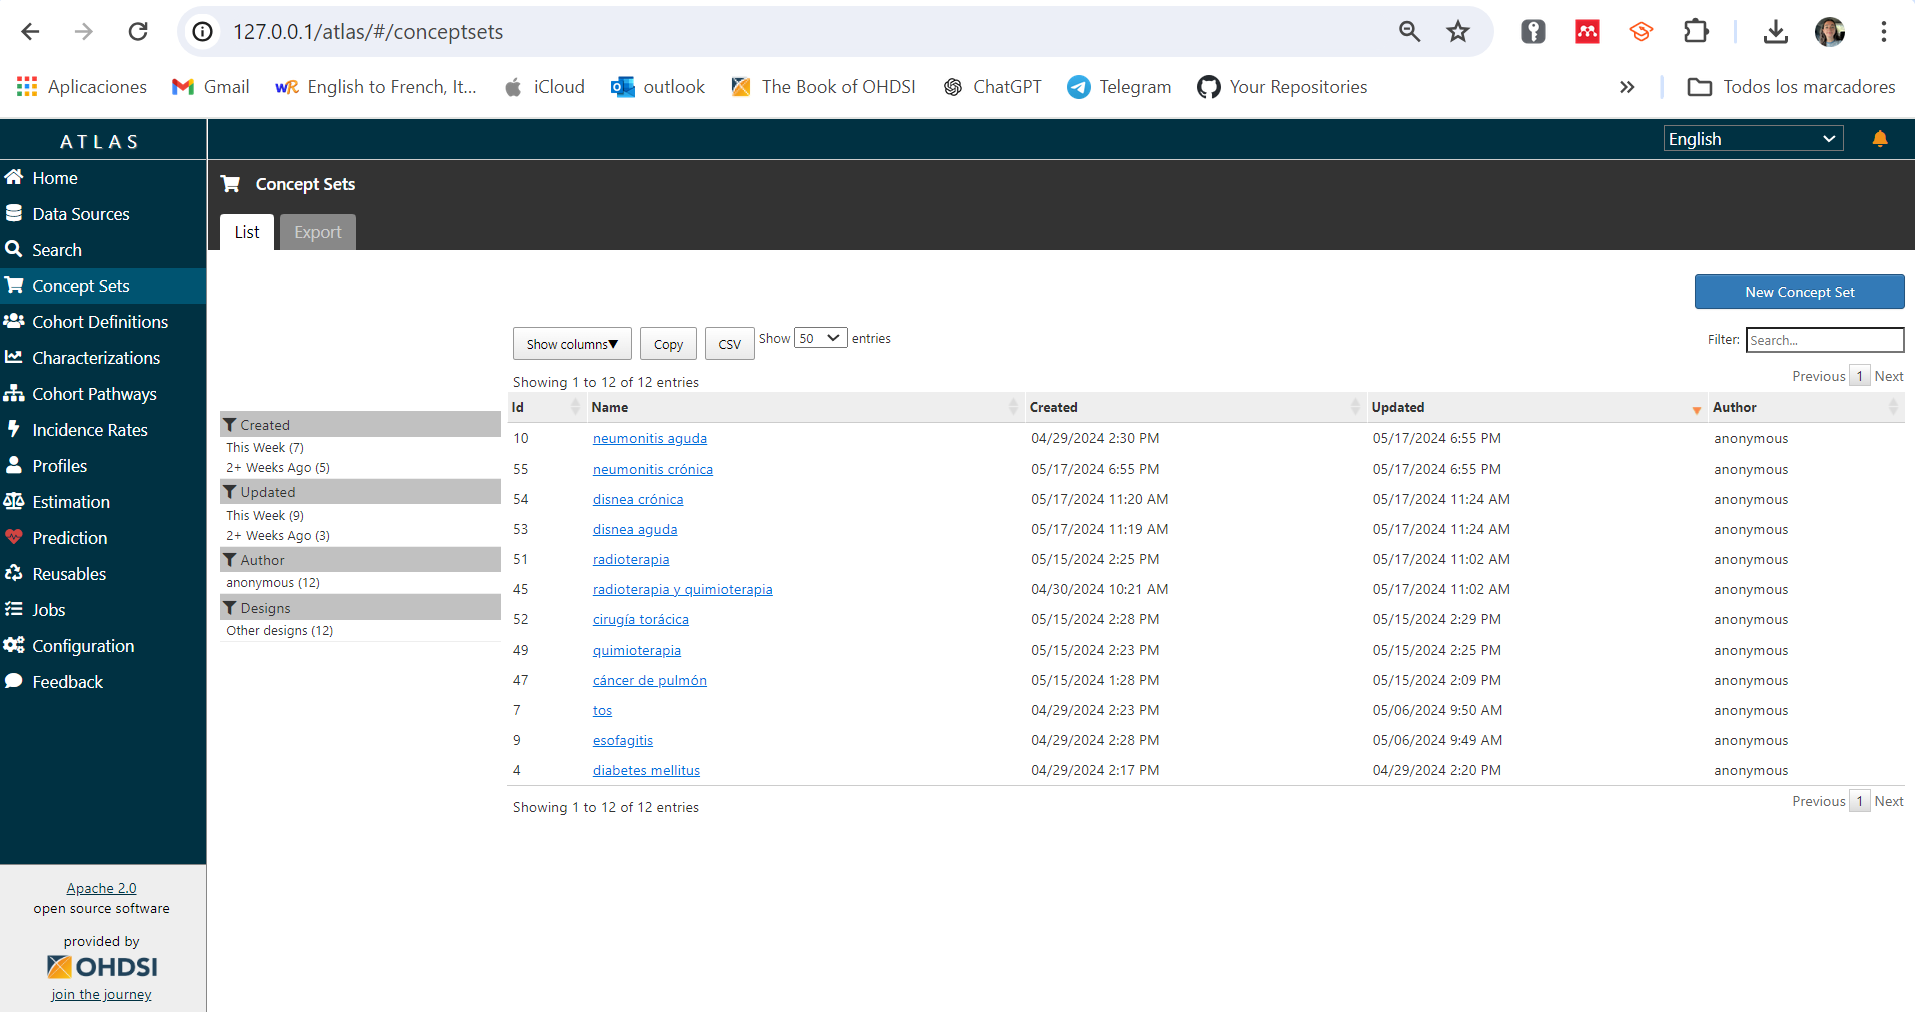 127.0.0.1/atlas/#/conceptsets
Aplicaciones Gmail English to French, It... iCloud outlook The Book of OHDSI ChatGPT Telegram Your Repositories » Todos los marcadores
ATLAS
English
Home
Data Sources
Search
Concept Sets
Cohort Definitions
Characterizations
Cohort Pathways
Incidence Rates
Profiles
Estimation
Prediction
Reusables
Jobs
Configuration
Feedback
Apache 2.0
open source software
provided by
OHDSI
join the journey
Concept Sets
List Export
New Concept Set
Show columns▼ Copy CSV Show 50 entries
Filter: Search...
Showing 1 to 12 of 12 entries
Previous 1 Next
Created
This Week (7)
2+ Weeks Ago (5)
Updated
This Week (9)
2+ Weeks Ago (3)
Author
anonymous (12)
Designs
Other designs (12)
Id Name Created Updated Author
10 neumonitis aguda 04/29/2024 2:30 PM 05/17/2024 6:55 PM anonymous
55 neumonitis crónica 05/17/2024 6:55 PM 05/17/2024 6:55 PM anonymous
54 disnea crónica 05/17/2024 11:20 AM 05/17/2024 11:24 AM anonymous
53 disnea aguda 05/17/2024 11:19 AM 05/17/2024 11:24 AM anonymous
51 radioterapia 05/15/2024 2:25 PM 05/17/2024 11:02 AM anonymous
45 radioterapia y quimioterapia 04/30/2024 10:21 AM 05/17/2024 11:02 AM anonymous
52 cirugía torácica 05/15/2024 2:28 PM 05/15/2024 2:29 PM anonymous
49 quimioterapia 05/15/2024 2:23 PM 05/15/2024 2:25 PM anonymous
47 cáncer de pulmón 05/15/2024 1:28 PM 05/15/2024 2:09 PM anonymous
7 tos 04/29/2024 2:23 PM 05/06/2024 9:50 AM anonymous
9 esofagitis 04/29/2024 2:28 PM 05/06/2024 9:49 AM anonymous
4 diabetes mellitus 04/29/2024 2:17 PM 04/29/2024 2:20 PM anonymous
Showing 1 to 12 of 12 entries
Previous 1 Next